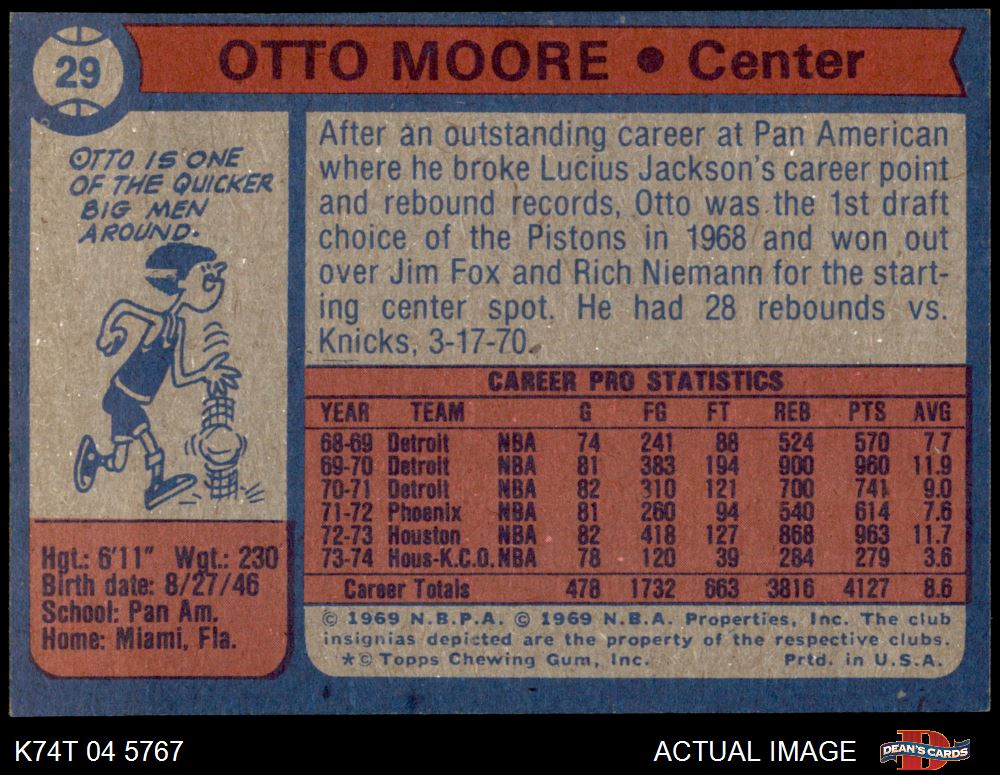 29
OTTO MOORE • Center
OTTO IS ONE
OF THE QUICKER
BIG MEN
AROUND.
After an outstanding career at Pan American
where he broke Lucius Jackson's career point
and rebound records, Otto was the 1st draft
choice of the Pistons in 1968 and won out
over Jim Fox and Rich Niemann for the start-
ing center spot. He had 28 rebounds vs.
Knicks, 3-17-70.
CAREER PRO STATISTICS
YEAR TEAM G FG FT REB PTS AVG
68-69 Detroit NBA 74 241 88 524 570 7.7
69-70 Detroit NBA 81 383 194 900 960 11.9
70-71 Detroit NBA 82 310 121 700 741 9.0
71-72 Phoenix NBA 81 260 94 540 614 7.6
72-73 Houston NBA 82 418 127 868 963 11.7
73-74 Hous-K.C.O. NBA 78 120 39 284 279 3.6
Career Totals 478 1732 663 3816 4127 8.6
Hgt.: 6'11" Wgt.: 230
Birth date: 8/27/46
School: Pan Am.
Home: Miami, Fla.
© 1969 N.B.P.A. © 1969 N.B.A. Properties, Inc. The club
insignias depicted are the property of the respective clubs.
*© Topps Chewing Gum, Inc. Prtd. in U.S.A.
K74T 04 5767
ACTUAL IMAGE
D
DEAN'S CARDS